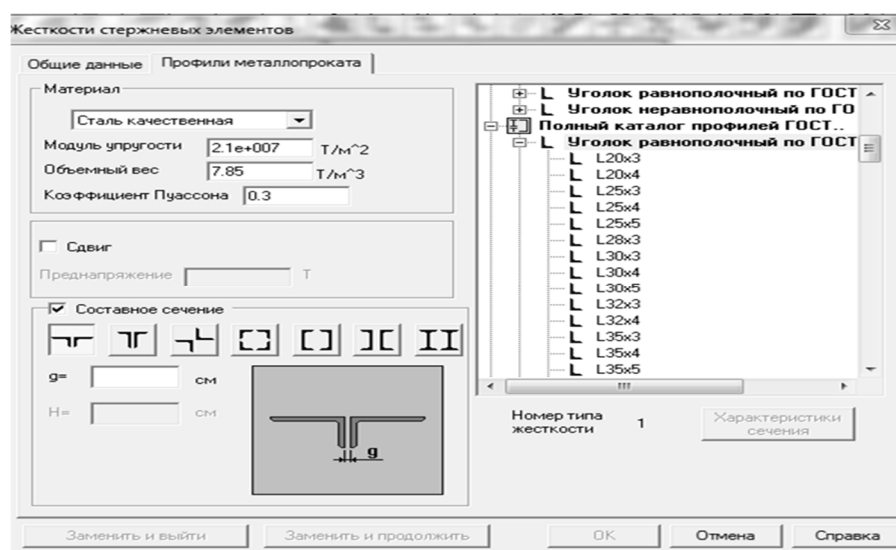 Жесткости стержневых элементов
Общие данные
Профили металлопроката
Материал
Сталь качественная
Модуль упругости 2.1e+007 Т/м^2
Объемный вес 7.85 Т/м^3
Коэффициент Пуассона 0.3
Сдвиг
Преднапряжение Т
Составное сечение
g= см
H= см
g
Уголок равнополочный по ГОСТ
Уголок неравнополочный по ГО
Полный каталог профилей ГОСТ..
Уголок равнополочный по ГОСТ
L20x3
L20x4
L25x3
L25x4
L25x5
L28x3
L30x3
L30x4
L30x5
L32x3
L32x4
L35x3
L35x4
L35x5
Номер типа
жесткости 1
Характеристики
сечения
Заменить и выйти
Заменить и продолжить
OK
Отмена
Справка